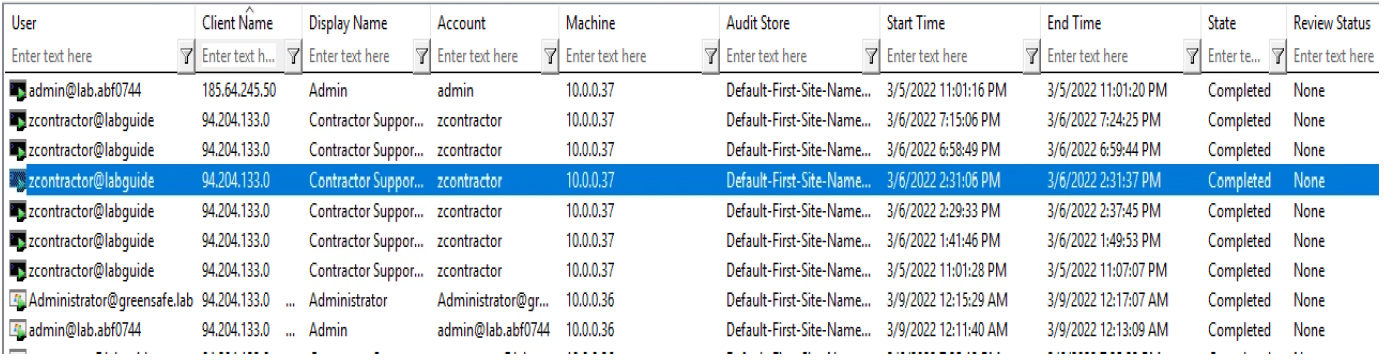 User Client Name Display Name Account Machine Audit Store Start Time End Time State Review Status
Enter text here Enter text h... Enter text here Enter text here Enter text here Enter text here Enter text here Enter text here Enter te... Enter text here
admin@lab.abf0744 185.64.245.50 Admin admin 10.0.0.37 Default-First-Site-Name... 3/5/2022 11:01:16 PM 3/5/2022 11:01:20 PM Completed None
zcontractor@labguide 94.204.133.0 Contractor Suppor... zcontractor 10.0.0.37 Default-First-Site-Name... 3/6/2022 7:15:06 PM 3/6/2022 7:24:25 PM Completed None
zcontractor@labguide 94.204.133.0 Contractor Suppor... zcontractor 10.0.0.37 Default-First-Site-Name... 3/6/2022 6:58:49 PM 3/6/2022 6:59:44 PM Completed None
zcontractor@labguide 94.204.133.0 Contractor Suppor... zcontractor 10.0.0.37 Default-First-Site-Name... 3/6/2022 2:31:06 PM 3/6/2022 2:31:37 PM Completed None
zcontractor@labguide 94.204.133.0 Contractor Suppor... zcontractor 10.0.0.37 Default-First-Site-Name... 3/6/2022 2:29:33 PM 3/6/2022 2:37:45 PM Completed None
zcontractor@labguide 94.204.133.0 Contractor Suppor... zcontractor 10.0.0.37 Default-First-Site-Name... 3/6/2022 1:41:46 PM 3/6/2022 1:49:53 PM Completed None
zcontractor@labguide 94.204.133.0 Contractor Suppor... zcontractor 10.0.0.37 Default-First-Site-Name... 3/5/2022 11:01:28 PM 3/5/2022 11:07:07 PM Completed None
Administrator@greensafe.lab 94.204.133.0 ... Administrator Administrator@gr... 10.0.0.36 Default-First-Site-Name... 3/9/2022 12:15:29 AM 3/9/2022 12:17:07 AM Completed None
admin@lab.abf0744 94.204.133.0 ... Admin admin@lab.abf0744 10.0.0.36 Default-First-Site-Name... 3/9/2022 12:11:40 AM 3/9/2022 12:13:09 AM Completed None